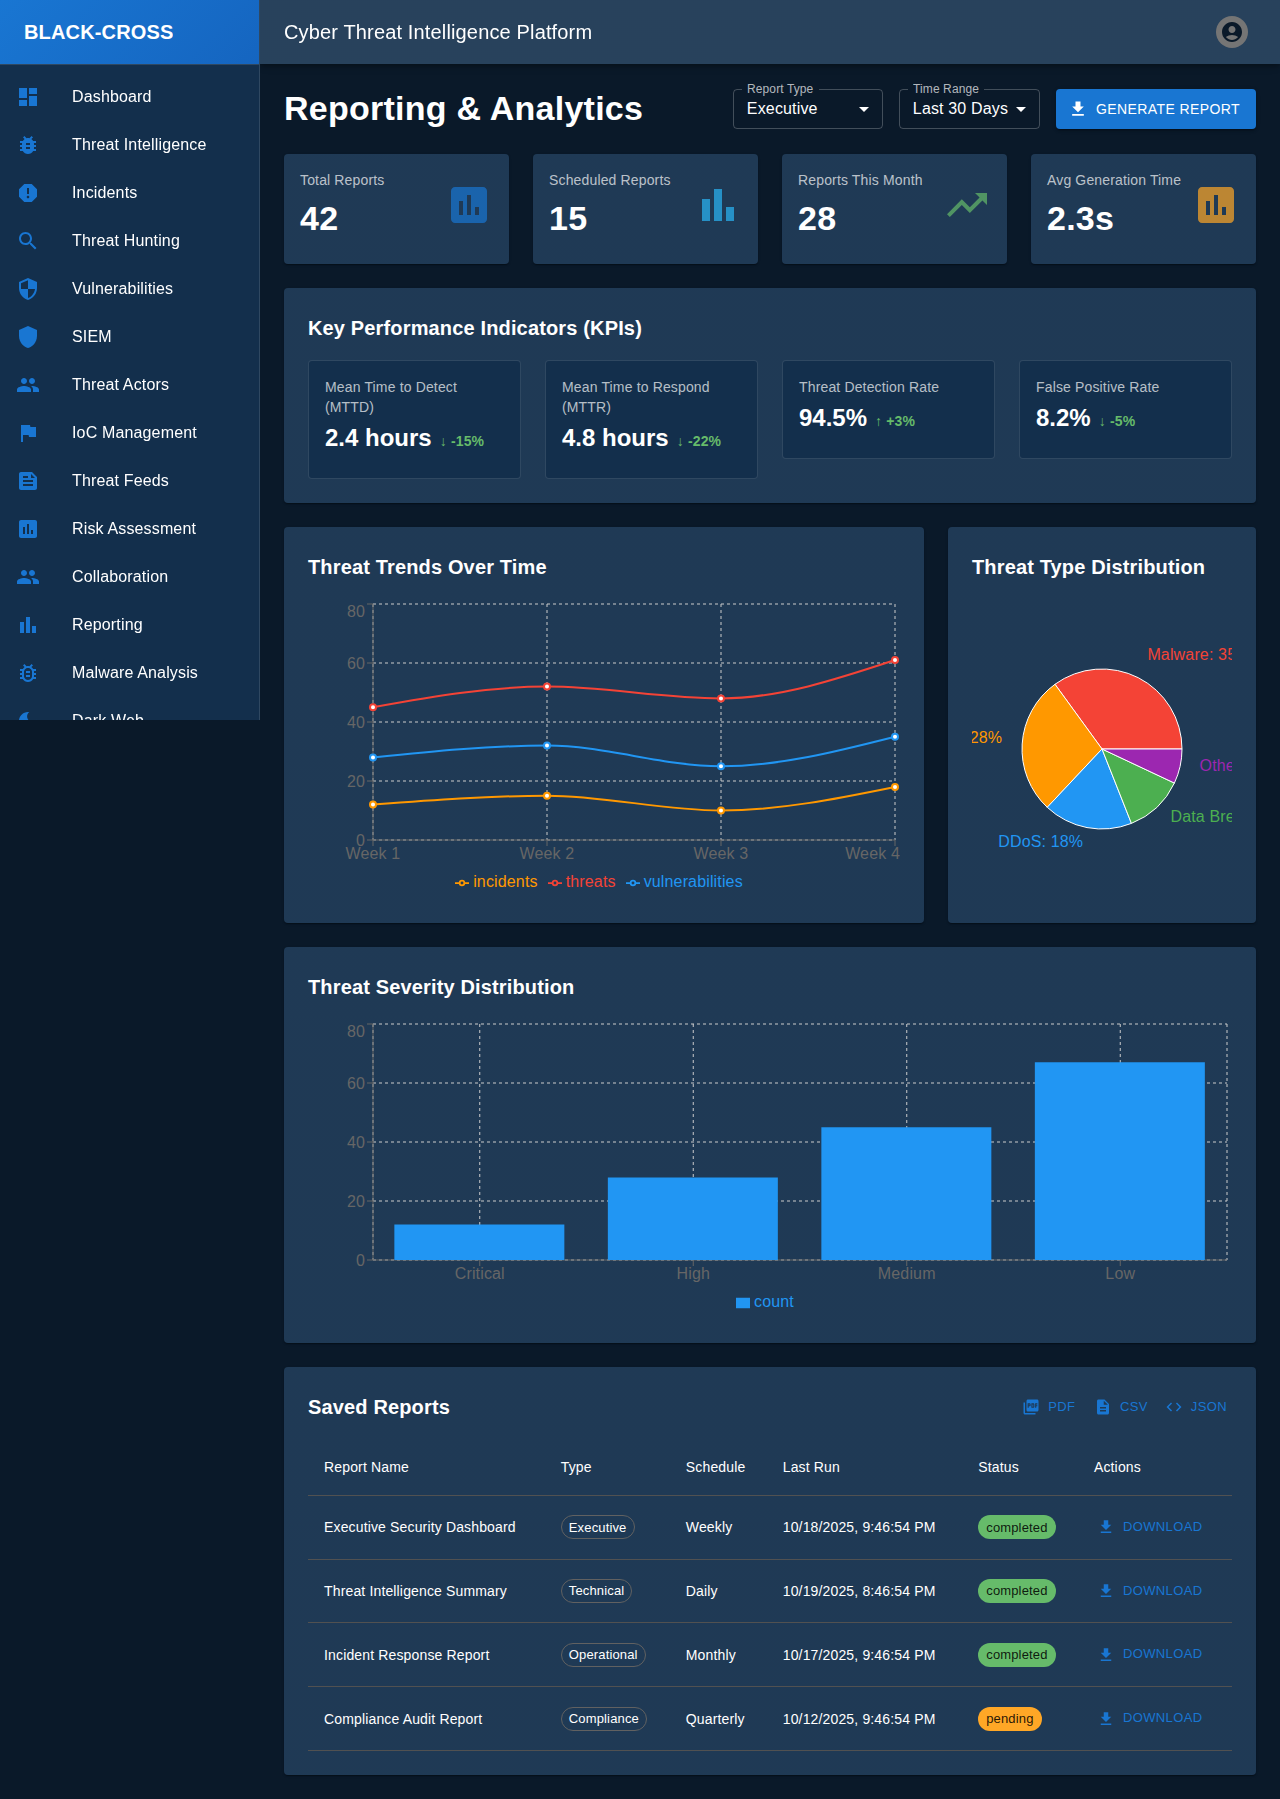 BLACK-CROSS
Cyber Threat Intelligence Platform
Dashboard
Threat Intelligence
Incidents
Threat Hunting
Vulnerabilities
SIEM
Threat Actors
IoC Management
Threat Feeds
Risk Assessment
Collaboration
Reporting
Malware Analysis
Dark Web
Reporting & Analytics
Report Type
Executive
Time Range
Last 30 Days
GENERATE REPORT
Total Reports
42
Scheduled Reports
15
Reports This Month
28
Avg Generation Time
2.3s
Key Performance Indicators (KPIs)
Mean Time to Detect
(MTTD)
2.4 hours ↓ -15%
Mean Time to Respond
(MTTR)
4.8 hours ↓ -22%
Threat Detection Rate
94.5% ↑ +3%
False Positive Rate
8.2% ↓ -5%
Threat Trends Over Time
80
60
40
20
0
Week 1 Week 2 Week 3 Week 4
incidents threats vulnerabilities
Threat Type Distribution
Malware: 35
28%
Othe
Data Bre
DDoS: 18%
Threat Severity Distribution
80
60
40
20
0
Critical High Medium Low
count
Saved Reports
PDF CSV JSON
Report Name Type Schedule Last Run Status Actions
Executive Security Dashboard Executive Weekly 10/18/2025, 9:46:54 PM completed DOWNLOAD
Threat Intelligence Summary Technical Daily 10/19/2025, 8:46:54 PM completed DOWNLOAD
Incident Response Report Operational Monthly 10/17/2025, 9:46:54 PM completed DOWNLOAD
Compliance Audit Report Compliance Quarterly 10/12/2025, 9:46:54 PM pending DOWNLOAD